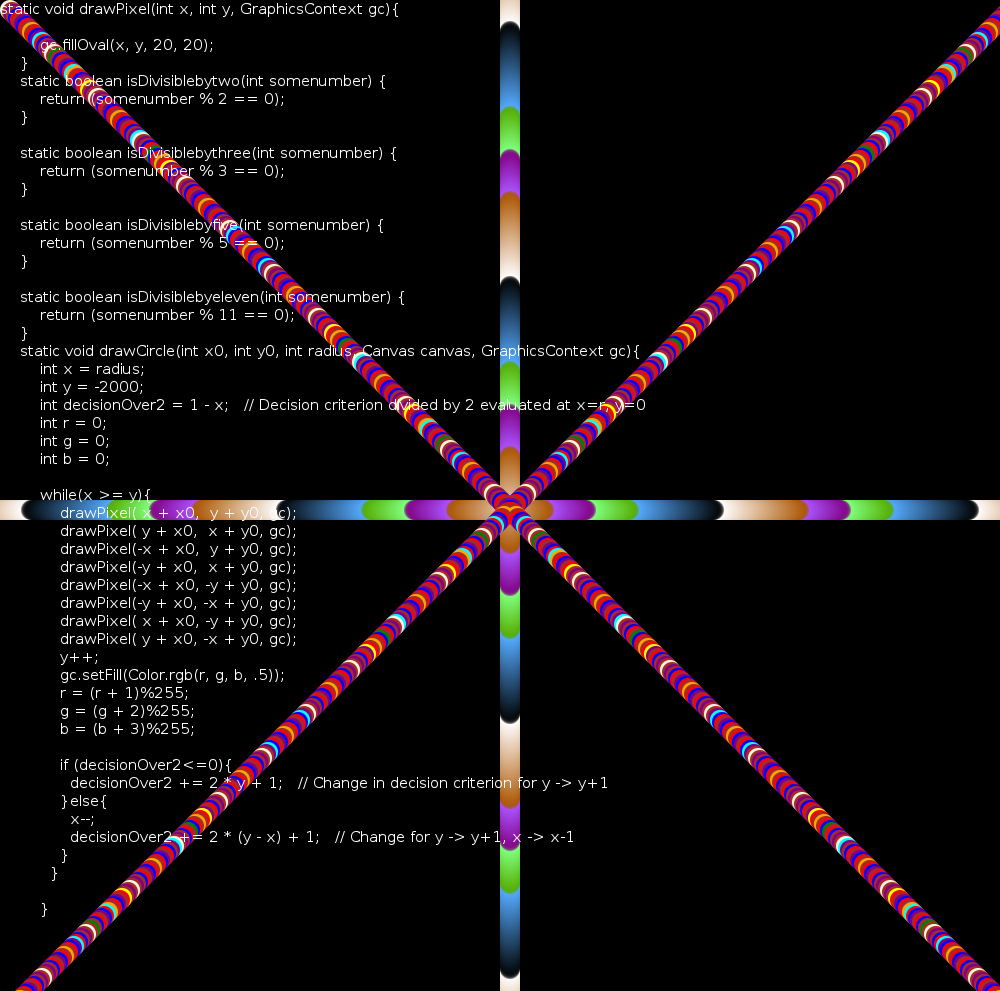 static void drawPixel(int x, int y, GraphicsContext gc){
gc.fillOval(x, y, 20, 20);
}
static boolean isDivisiblebytwo(int somenumber) {
return (somenumber % 2 == 0);
}
static boolean isDivisiblebythree(int somenumber) {
return (somenumber % 3 == 0);
}
static boolean isDivisiblebyfive(int somenumber) {
return (somenumber % 5 == 0);
}
static boolean isDivisiblebyeleven(int somenumber) {
return (somenumber % 11 == 0);
}
static void drawCircle(int x0, int y0, int radius, Canvas canvas, GraphicsContext gc){
int x = radius;
int y = -2000;
int decisionOver2 = 1 - x;   // Decision criterion divided by 2 evaluated at x=r, y=0
int r = 0;
int g = 0;
int b = 0;
while(x >= y){
drawPixel( x + x0,  y + y0, gc);
drawPixel( y + x0,  x + y0, gc);
drawPixel(-x + x0,  y + y0, gc);
drawPixel(-y + x0,  x + y0, gc);
drawPixel(-x + x0, -y + y0, gc);
drawPixel(-y + x0, -x + y0, gc);
drawPixel( x + x0, -y + y0, gc);
drawPixel( y + x0, -x + y0, gc);
y++;
gc.setFill(Color.rgb(r, g, b, .5));
r = (r + 1)%255;
g = (g + 2)%255;
b = (b + 3)%255;
if (decisionOver2<=0){
decisionOver2 += 2 * y + 1;   // Change in decision criterion for y -> y+1
}else{
x--;
decisionOver2 += 2 * (y - x) + 1;   // Change for y -> y+1, x -> x-1
}
}
}